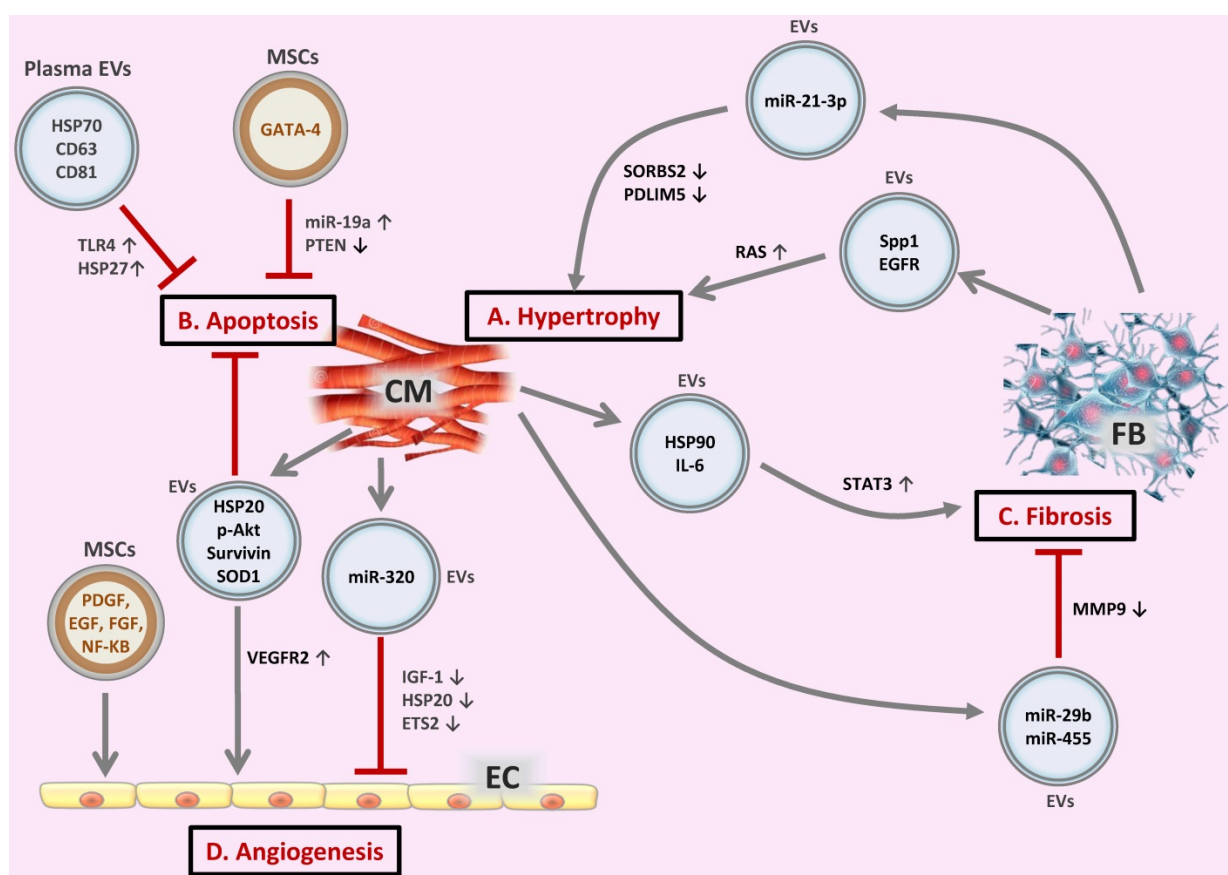 EVs
MSCs
Plasma EVs
miR-21-3p
HSP70
CD63
CD81
GATA-4
SORBS2 ↓
PDLIM5 ↓
EVs
miR-19a ↑
PTEN ↓
TLR4 ↑
HSP27↑
Spp1
EGFR
RAS ↑
B. Apoptosis
A. Hypertrophy
CM
EVs
FB
HSP90
IL-6
STAT3 ↑
C. Fibrosis
EVs
HSP20
p-Akt
Survivin
SOD1
MSCs
miR-320
EVs
PDGF,
EGF, FGF,
NF-KB
MMP9 ↓
VEGFR2 ↑
IGF-1 ↓
HSP20 ↓
ETS2 ↓
miR-29b
miR-455
EVs
EC
D. Angiogenesis